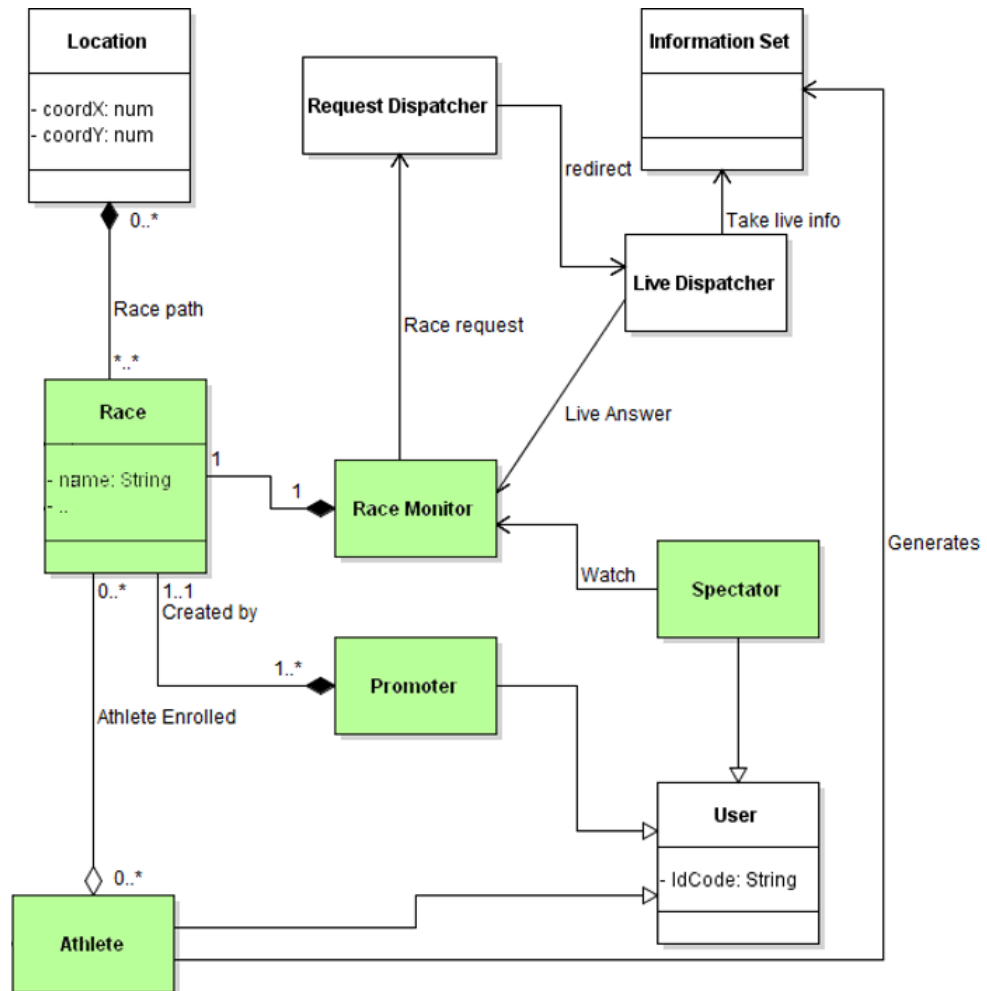 Location
- coordX: num
- coordY: num
0..*
Race path
*..*
Request Dispatcher
Information Set
redirect
Take live info
Live Dispatcher
Race request
Live Answer
Race
- name: String
- ..
1
1
Race Monitor
Watch
Spectator
Generates
0..*
1..1
Created by
1..*
Promoter
Athlete Enrolled
User
- IdCode: String
0..*
Athlete